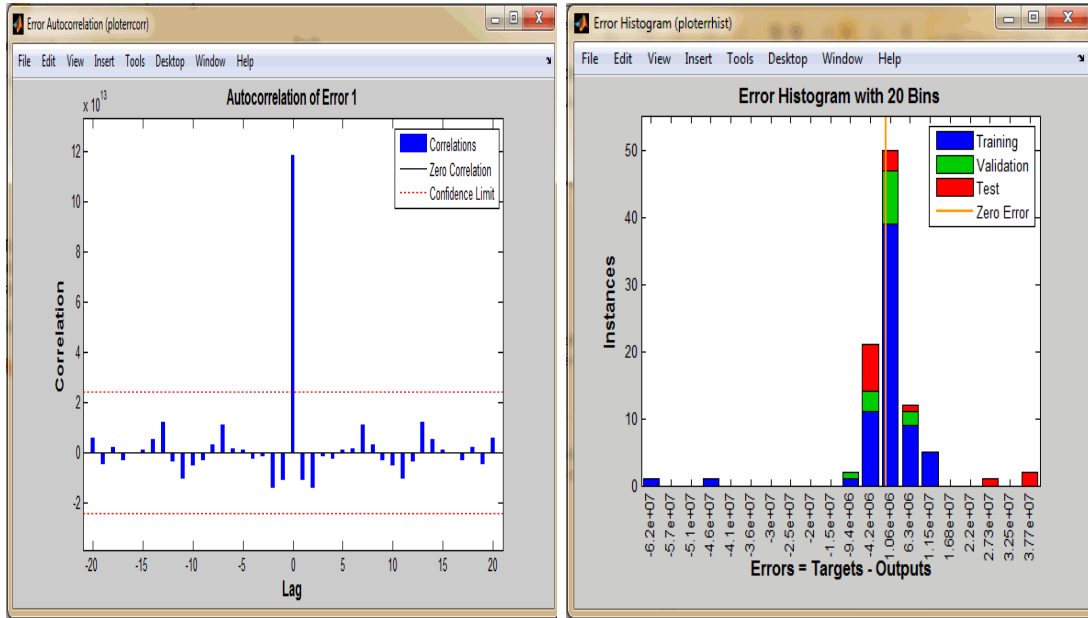 Error Autocorrelation (ploterrcorr)
File Edit View Insert Tools Desktop Window Help
x 10^13
Autocorrelation of Error 1
Correlations
Zero Correlation
Confidence Limit
12
10
8
6
4
2
0
-2
Correlation
-20 -15 -10 -5 0 5 10 15 20
Lag
Error Histogram (ploterrhist)
File Edit View Insert Tools Desktop Window Help
Error Histogram with 20 Bins
Training
Validation
Test
Zero Error
50
40
30
20
10
0
Instances
-6.2e+07
-5.7e+07
-5.1e+07
-4.6e+07
-4.1e+07
-3.6e+07
-3e+07
-2.5e+07
-2e+07
-1.5e+07
-9.4e+06
-4.2e+06
1.06e+06
6.3e+06
1.15e+07
1.68e+07
2.2e+07
2.73e+07
3.25e+07
3.77e+07
Errors = Targets - Outputs